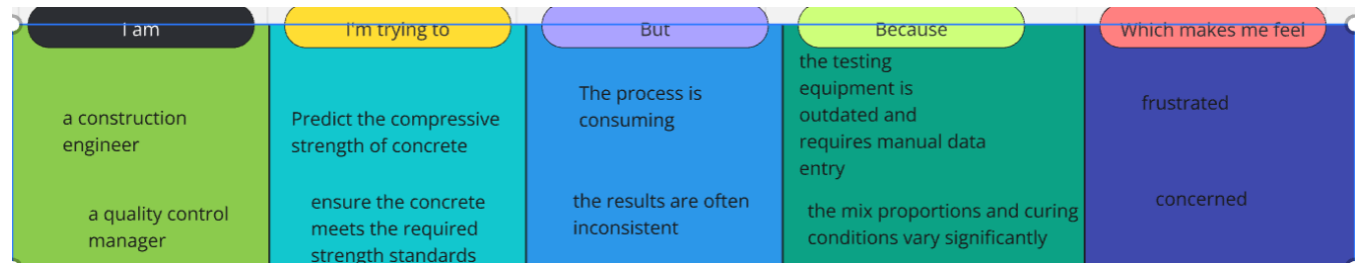 i am
I'm trying to
But
Because
Which makes me feel
a construction
engineer
Predict the compressive
strength of concrete
The process is
consuming
the testing
equipment is
outdated and
requires manual data
entry
frustrated
a quality control
manager
ensure the concrete
meets the required
strength standards
the results are often
inconsistent
the mix proportions and curing
conditions vary significantly
concerned